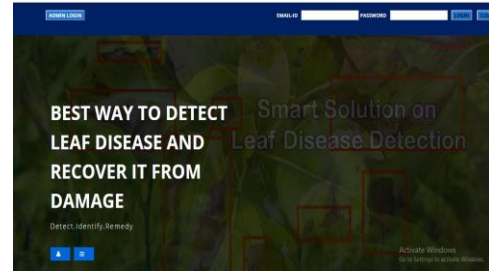 ADMIN LOGIN
EMAIL-ID
PASSWORD
LOGIN
BEST WAY TO DETECT
LEAF DISEASE AND
RECOVER IT FROM
DAMAGE
Smart Solution on
Leaf Disease Detection
Detect.Identify.Remedy
Activate Windows
Go to Settings to activate Windows.